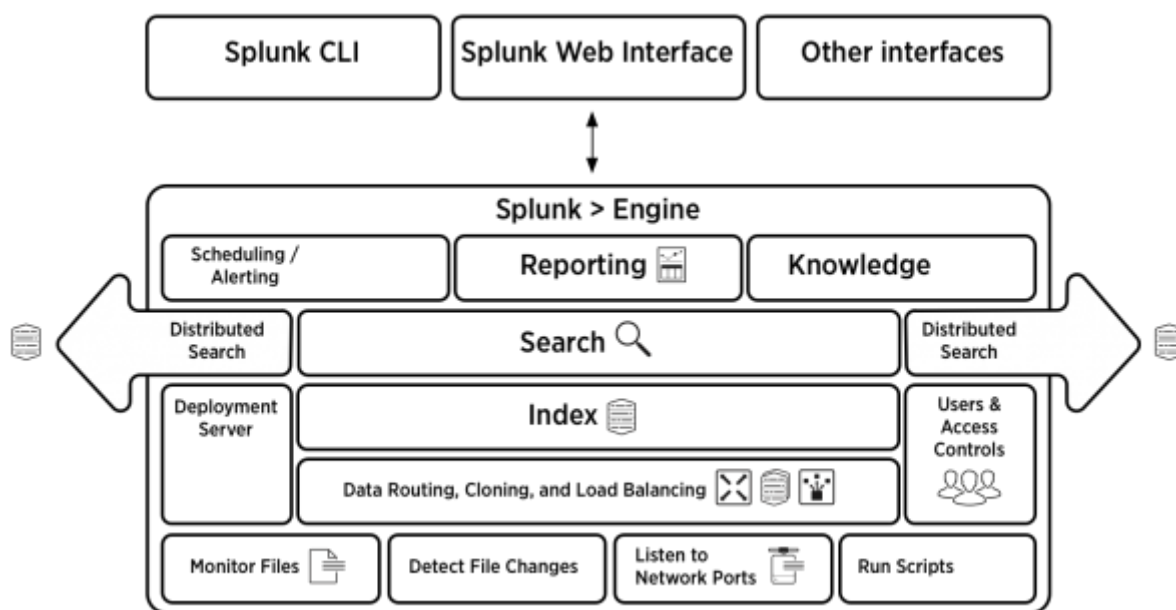 Splunk CLI
Splunk Web Interface
Other interfaces
Splunk > Engine
Scheduling /
Alerting
Reporting
Knowledge
Distributed
Search
Search
Distributed
Search
Deployment
Server
Index
Users &
Access
Controls
Data Routing, Cloning, and Load Balancing
Monitor Files
Detect File Changes
Listen to
Network Ports
Run Scripts